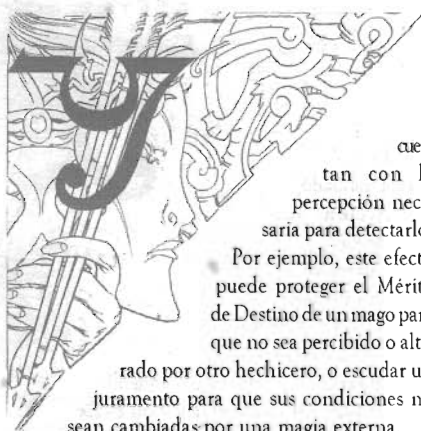 cue
tan con l
percepción nec
saria para detectarlo
Por ejemplo, este efect
puede proteger el Mérit
de Destino de un mago par
que no sea percibido o alt
rado por otro hechicero, o escudar u
juramento para que sus condiciones n
sean cambiadas por una magia externa